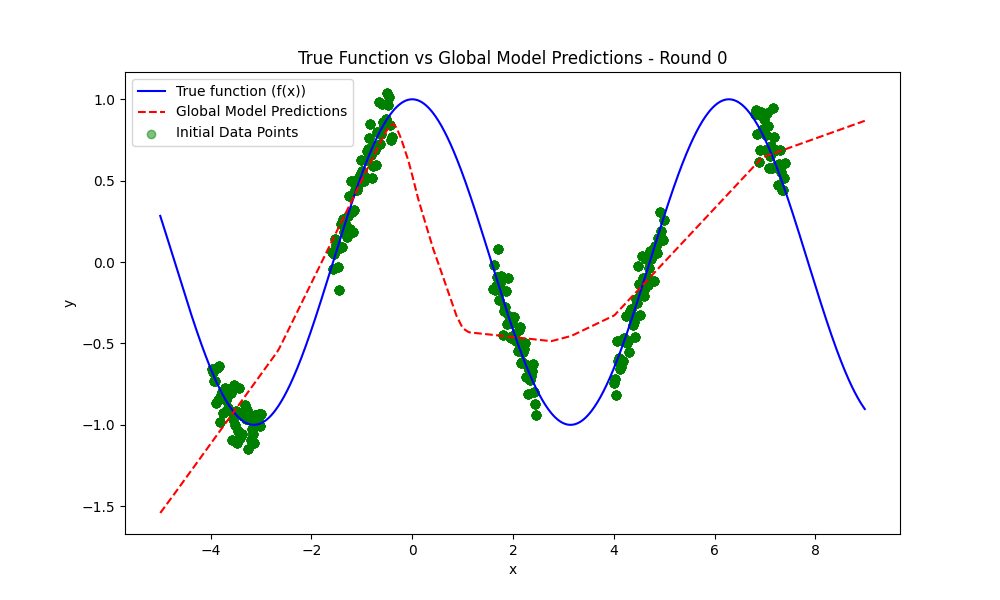 True Function vs Global Model Predictions - Round 0
True function (f(x))
Global Model Predictions
Initial Data Points
1.0
0.5
0.0
−0.5
−1.0
−1.5
y
−4 −2 0 2 4 6 8
x